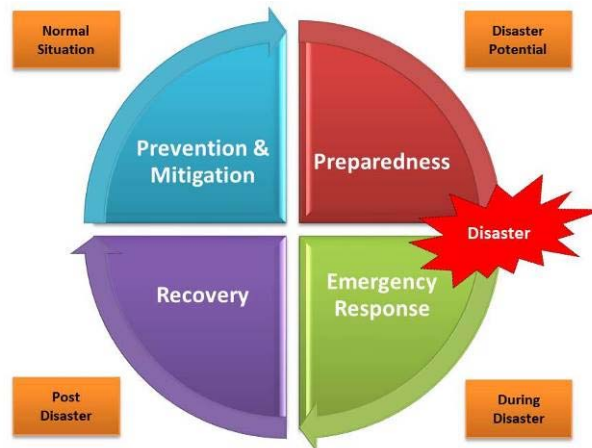 Normal
Situation
Disaster
Potential
Prevention &
Mitigation
Preparedness
Disaster
Recovery
Emergency
Response
Post
Disaster
During
Disaster